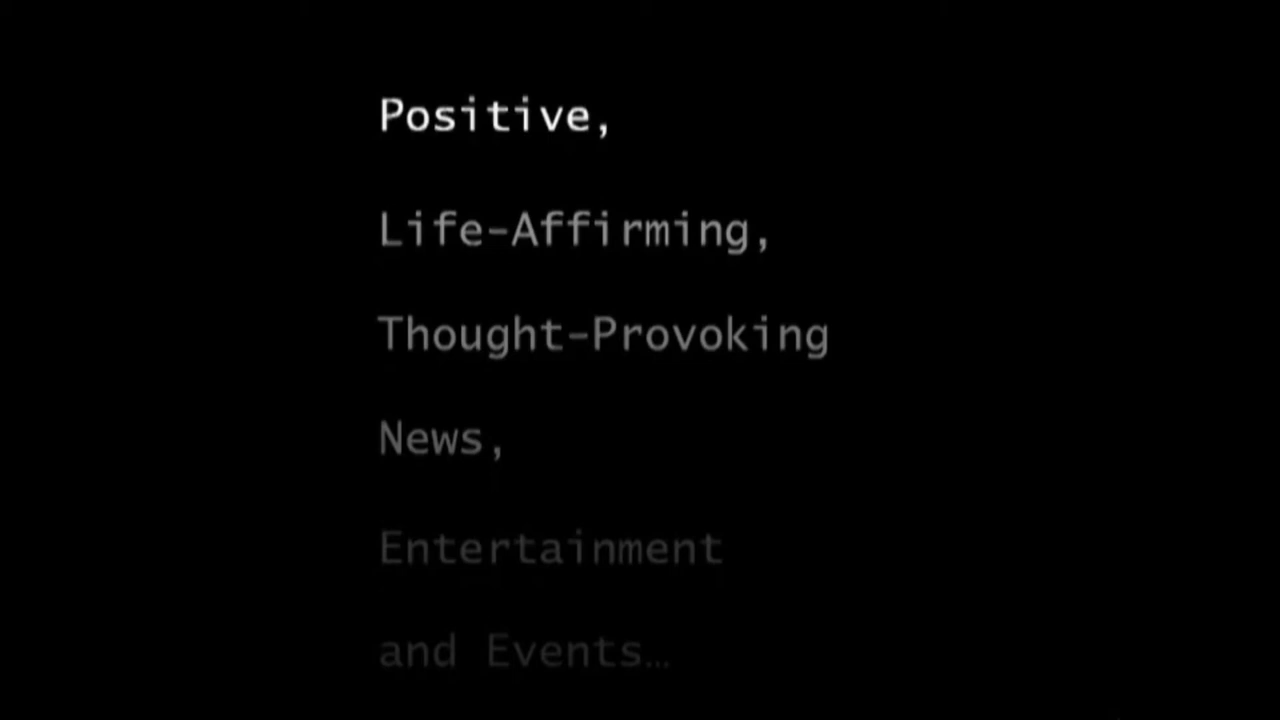 Positive,
Life-Affirming,
Thought-Provoking
News,
Entertainment
and Events…